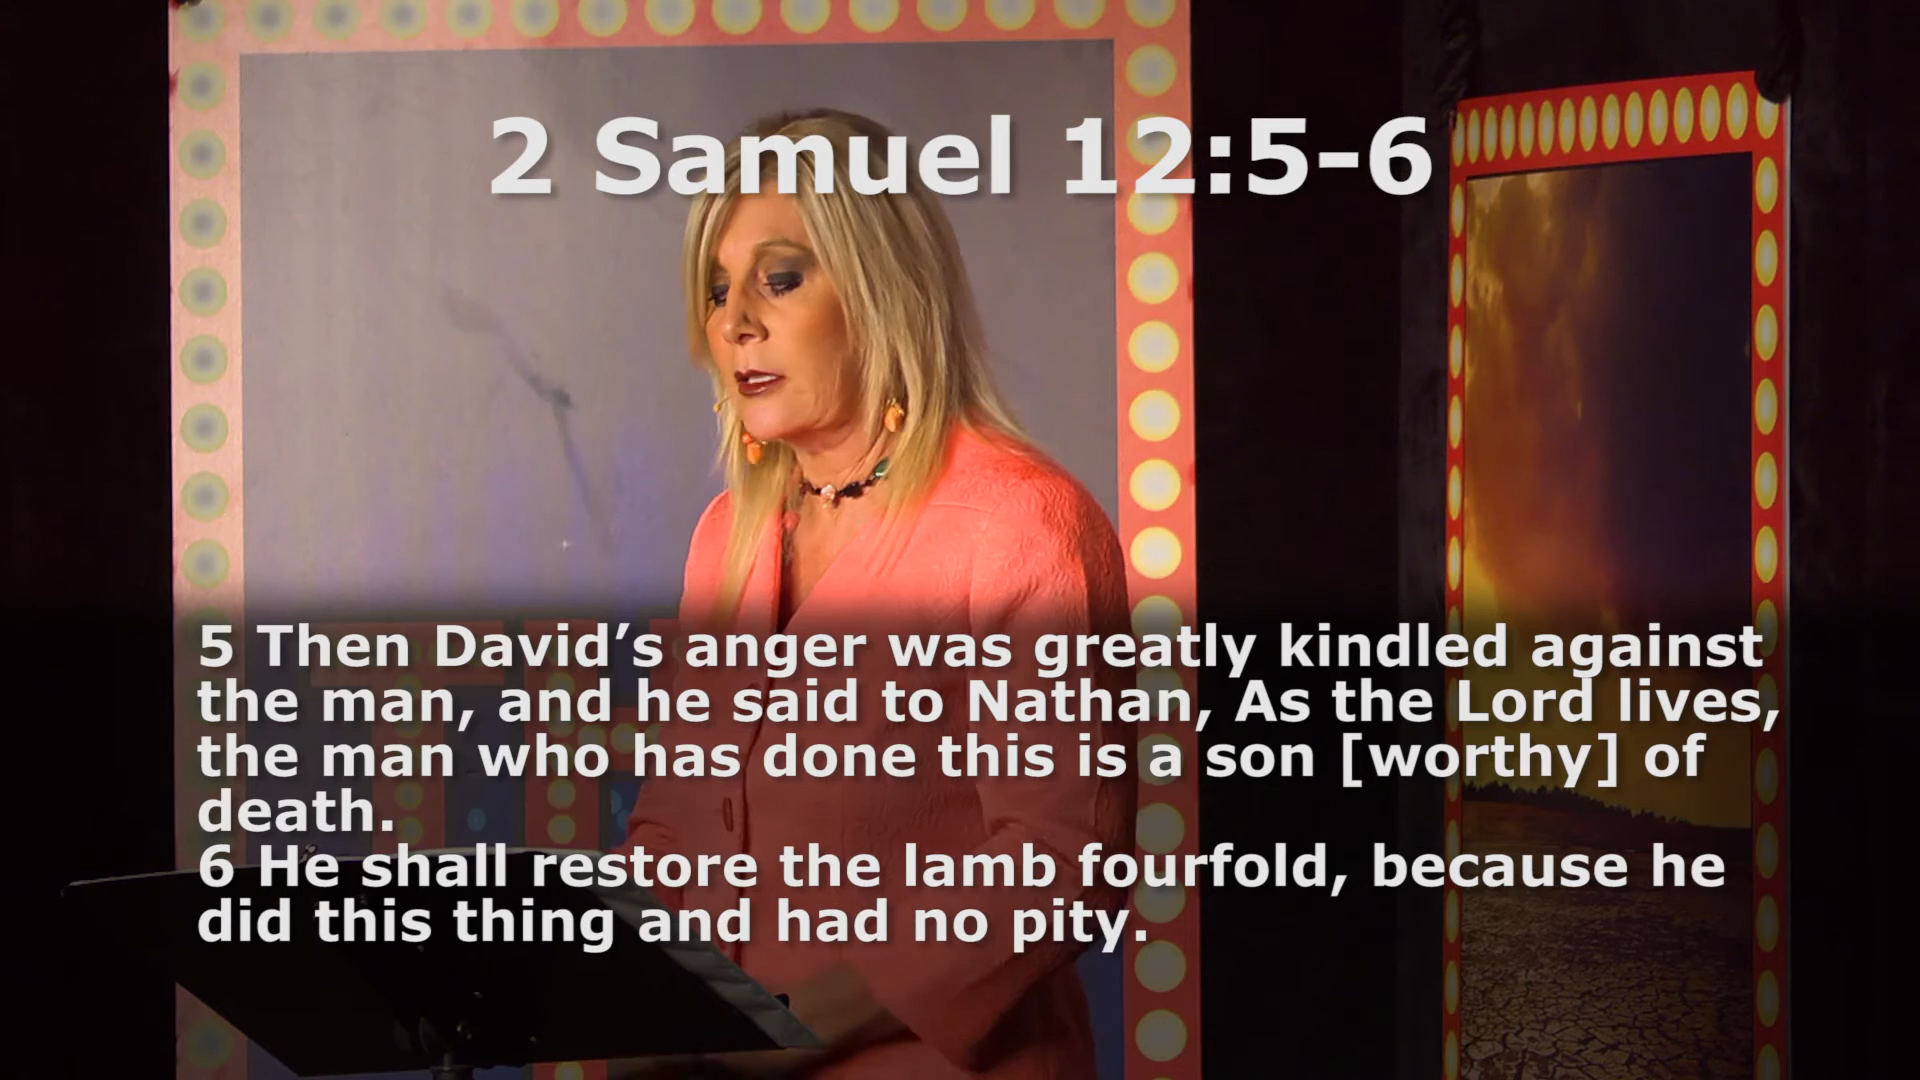 2 Samuel 12:5-6
5 Then David’s anger was greatly kindled against
the man, and he said to Nathan, As the Lord lives,
the man who has done this is a son [worthy] of
death.
6 He shall restore the lamb fourfold, because he
did this thing and had no pity.